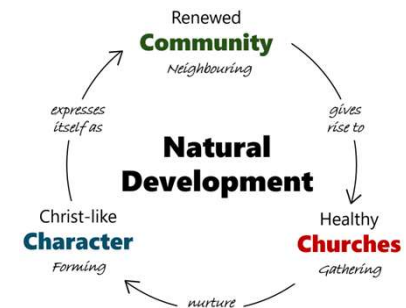 Renewed
Community
Neighbouring
gives
rise to
Healthy
Churches
Gathering
nurture
Christ-like
Character
Forming
expresses
itself as
Natural
Development